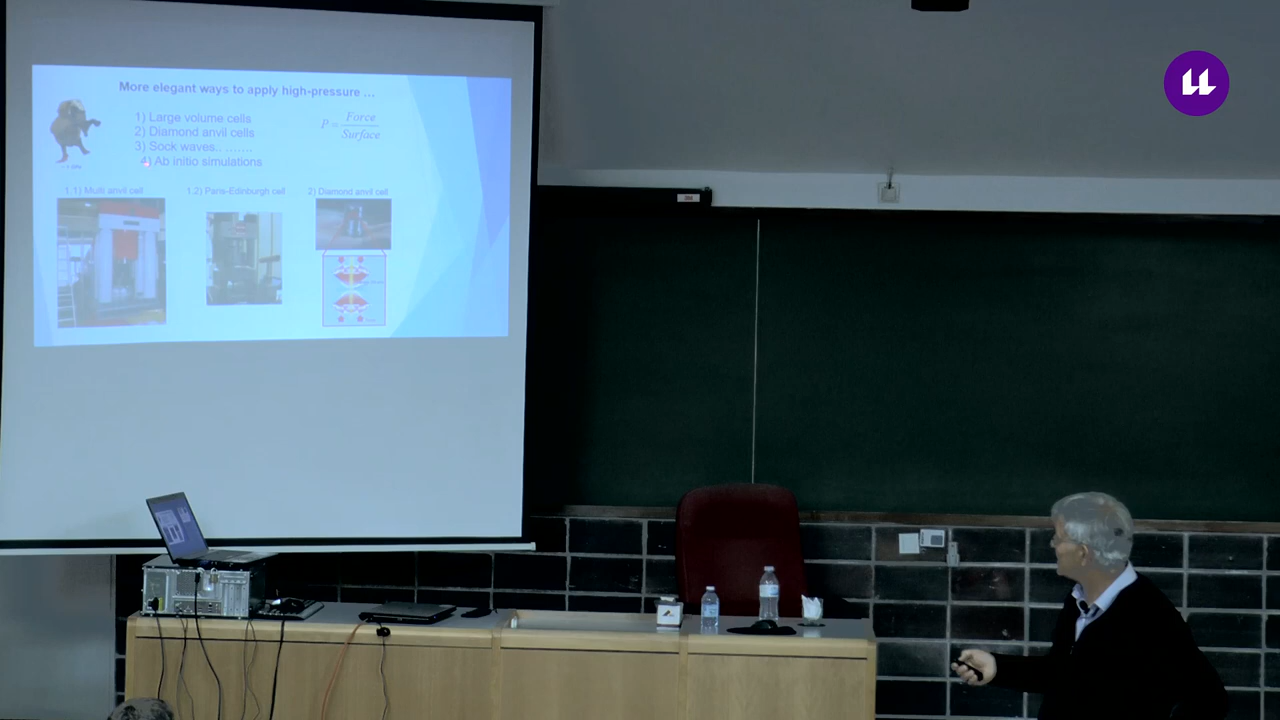 More elegant ways to apply high-pressure ...
1) Large volume cells
2) Diamond anvil cells
3) Sock waves.. .......
4) Ab initio simulations
P = Force
Surface
1.1) Multi anvil cell
1.2) Paris-Edinburgh cell
2) Diamond anvil cell